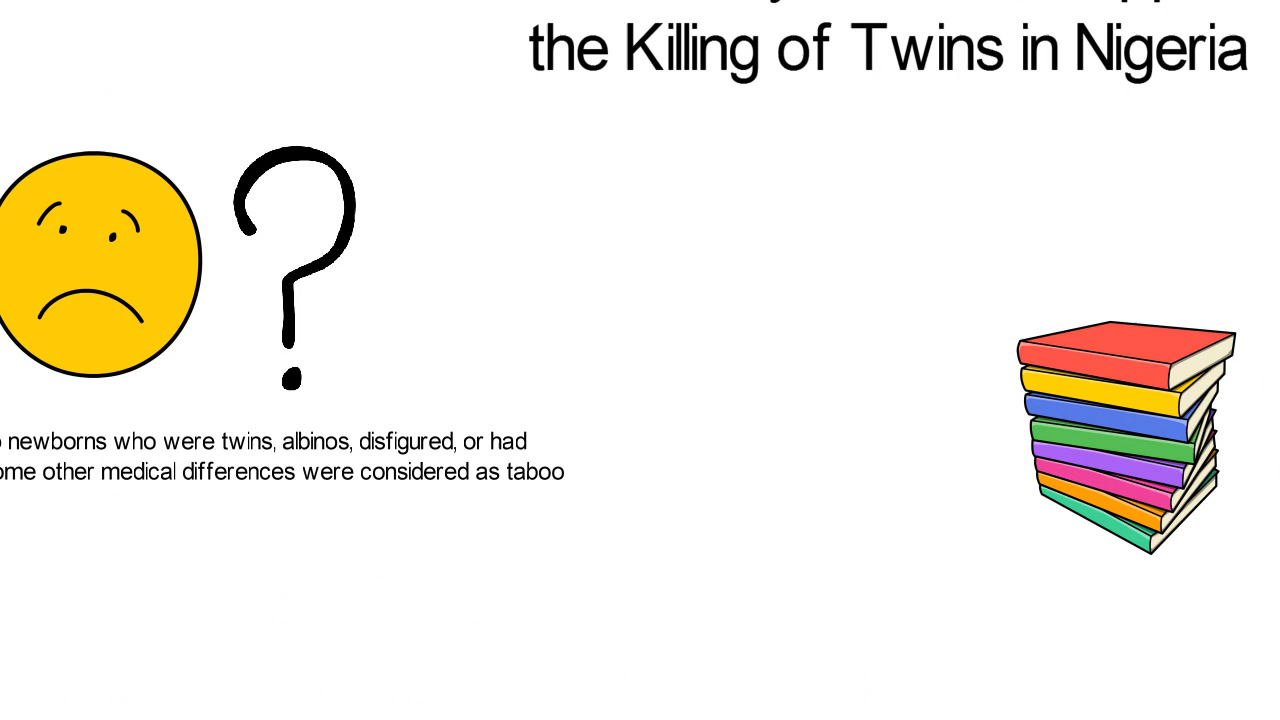 the Killing of Twins in Nigeria
?
newborns who were twins, albinos, disfigured, or had
other medical differences were considered as taboo